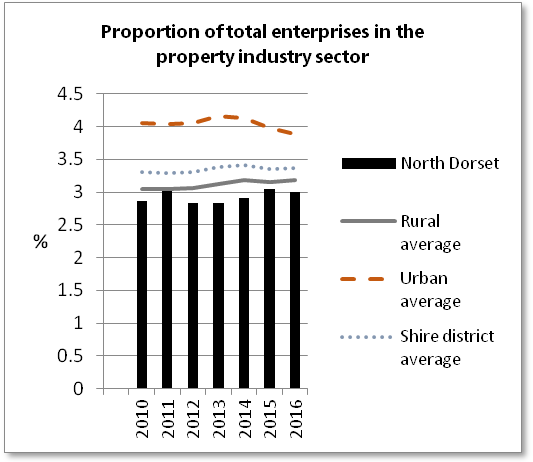 Proportion of total enterprises in the
property industry sector
4.5
4
3.5
3
2.5
2
1.5
1
0.5
0
%
2010
2011
2012
2013
2014
2015
2016
North Dorset
Rural
average
Urban
average
Shire district
average